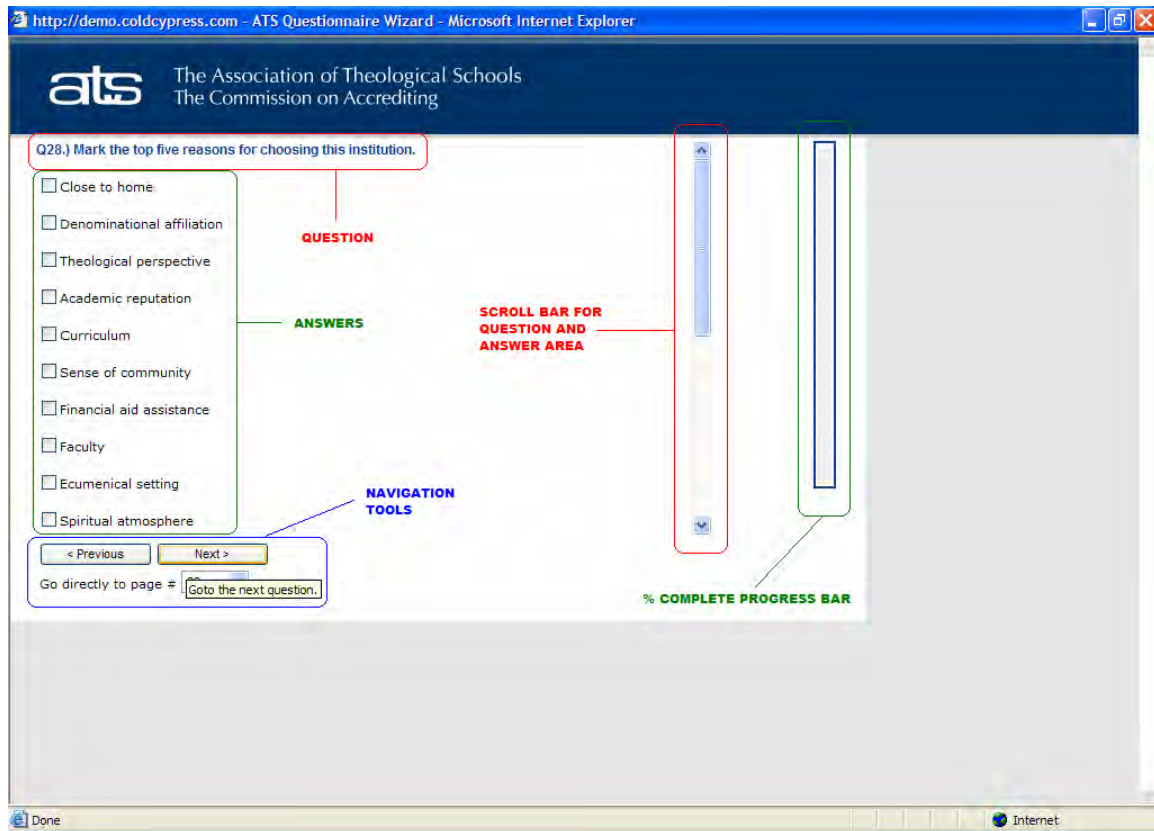 http://demo.coldcypress.com - ATS Questionnaire Wizard - Microsoft Internet Explorer
ats
The Association of Theological Schools
The Commission on Accrediting
Q28.) Mark the top five reasons for choosing this institution.
Close to home
Denominational affiliation
QUESTION
Theological perspective
Academic reputation
ANSWERS
SCROLL BAR FOR
QUESTION AND
ANSWER AREA
Curriculum
Sense of community
Financial aid assistance
Faculty
Ecumenical setting
NAVIGATION
TOOLS
Spiritual atmosphere
< Previous
Next >
Go directly to page #
Goto the next question.
% COMPLETE PROGRESS BAR
Done
Internet